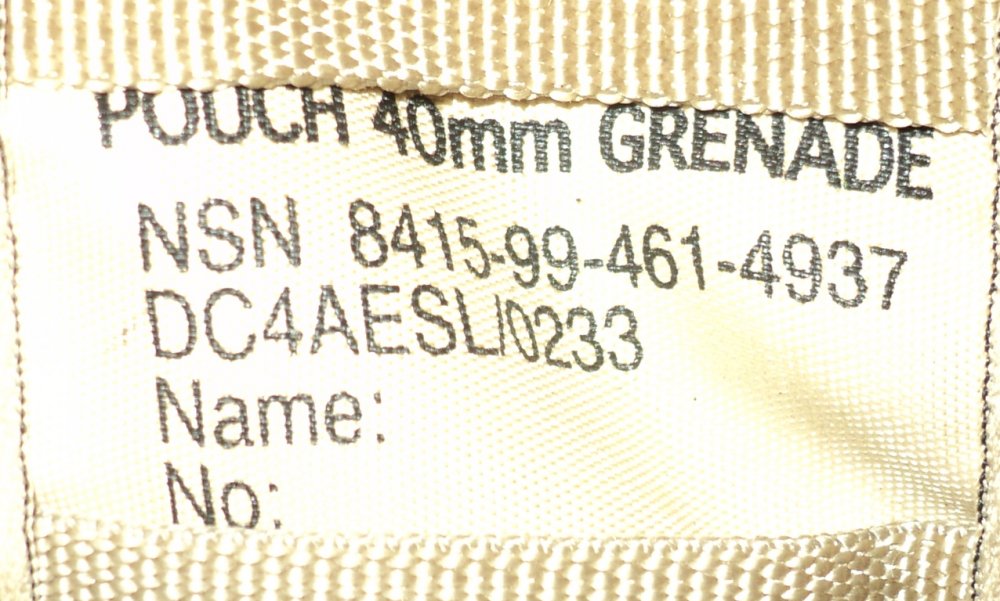 POUCH 40mm GRENADE
NSN 8415-99-461-4937
DC4AESL/0233
Name:
No: